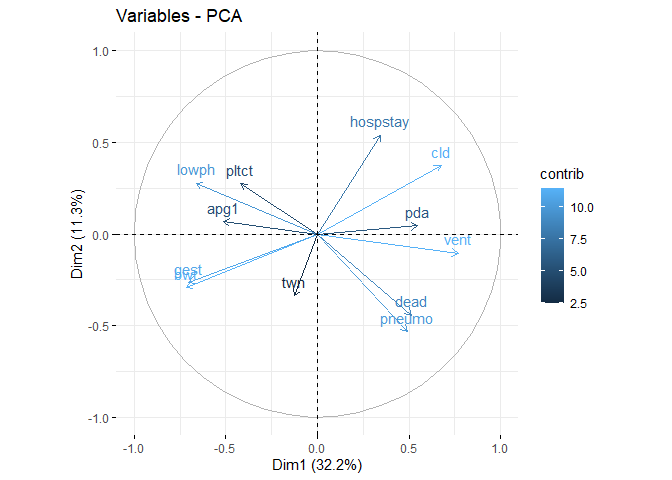 Variables - PCA
1.0
0.5
0.0
-0.5
-1.0
Dim2 (11.3%)
hospstay
cld
lowph
pltct
apg1
pda
vent
gest
bwt
twn
dead
pneumo
-1.0
-0.5
0.0
0.5
1.0
Dim1 (32.2%)
contrib
10.0
7.5
5.0
2.5